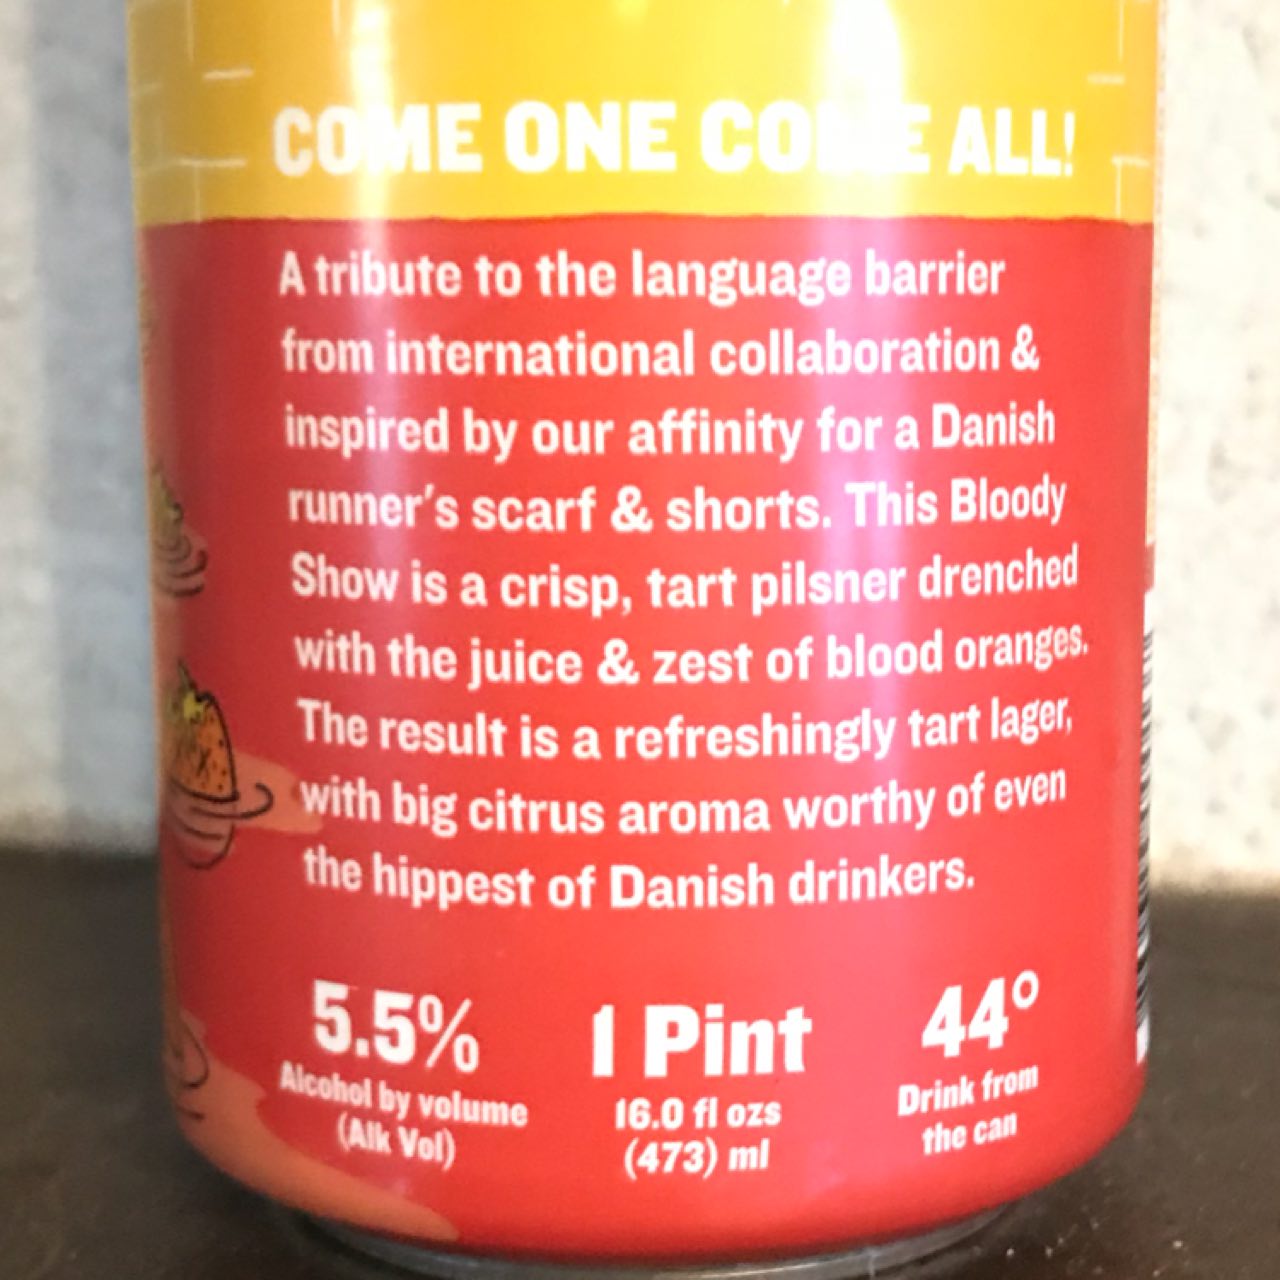 COME ONE COME ALL!
A tribute to the language barrier
from international collaboration &
inspired by our affinity for a Danish
runner's scarf & shorts. This Bloody
Show is a crisp, tart pilsner drenched
with the juice & zest of blood oranges.
The result is a refreshingly tart lager,
with big citrus aroma worthy of even
the hippest of Danish drinkers.
5.5%
Alcohol by volume
(Alk Vol)
1 Pint
16.0 fl ozs
(473) ml
44°
Drink from
the can